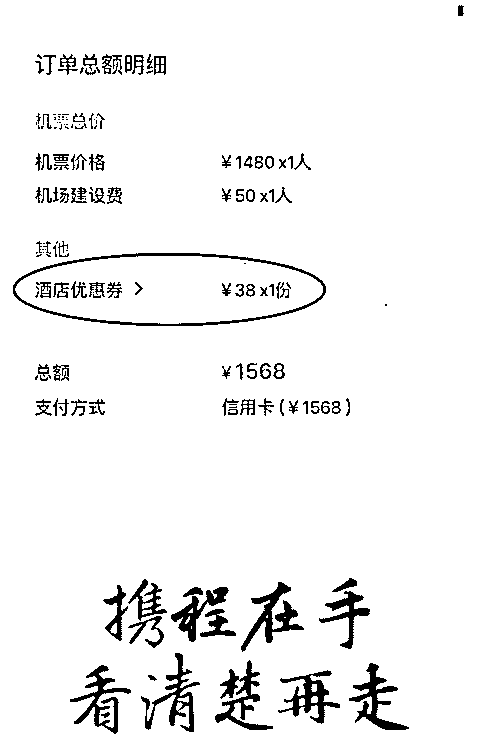 订单总额明细
机票总价
机票价格 ¥1480 x1人
机场建设费 ¥50 x1人
其他
酒店优惠券 > ¥38 x1份
总额 ¥1568
支付方式 信用卡 (¥1568)
携程在手
看清楚再走